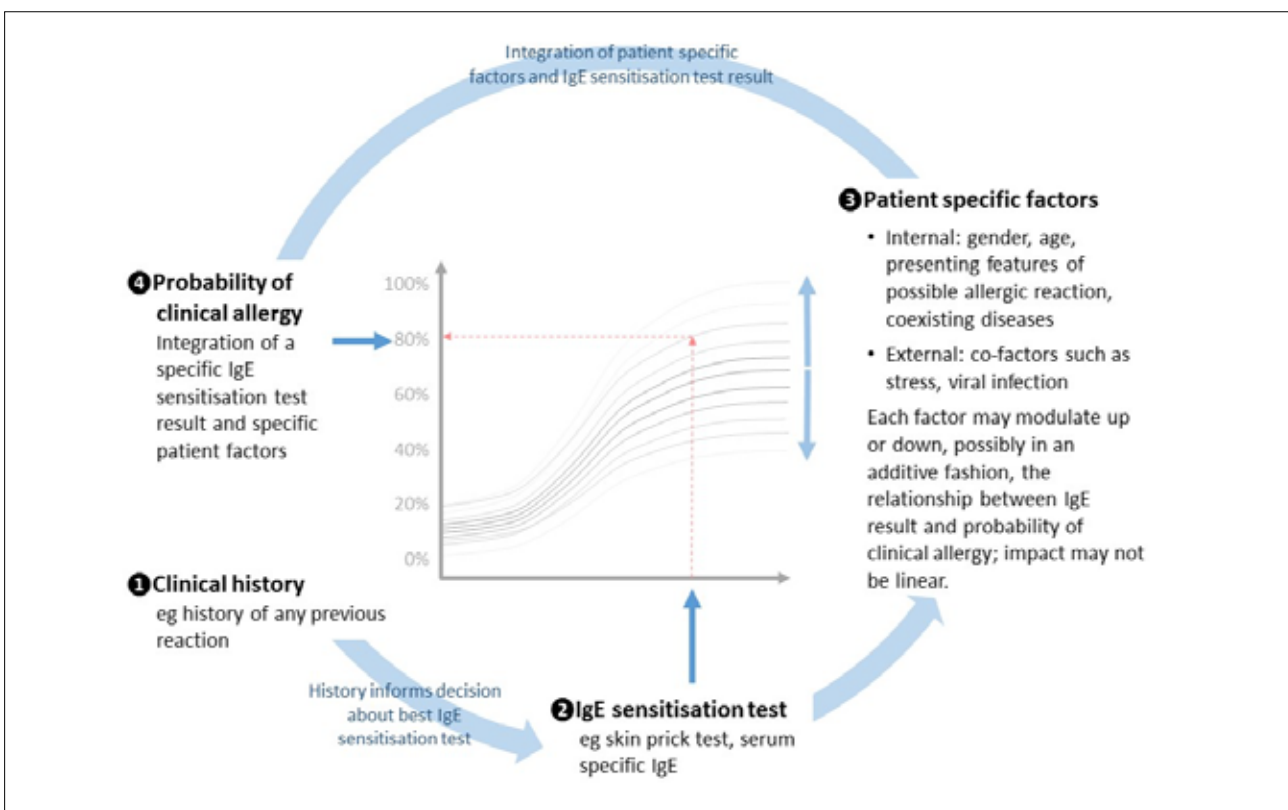 Integration of patient specific
factors and IgE sensitisation test result
❸Patient specific factors
• Internal: gender, age,
presenting features of
possible allergic reaction,
coexisting diseases
• External: co-factors such as
stress, viral infection
Each factor may modulate up
or down, possibly in an
additive fashion, the
relationship between IgE
result and probability of
clinical allergy; impact may not
be linear.
❹Probability of
clinical allergy
Integration of a
specific IgE
sensitisation test
result and specific
patient factors
100%
80%
60%
40%
20%
0%
❶Clinical history
eg history of any previous
reaction
History informs decision
about best IgE
sensitisation test
❷IgE sensitisation test
eg skin prick test, serum
specific IgE